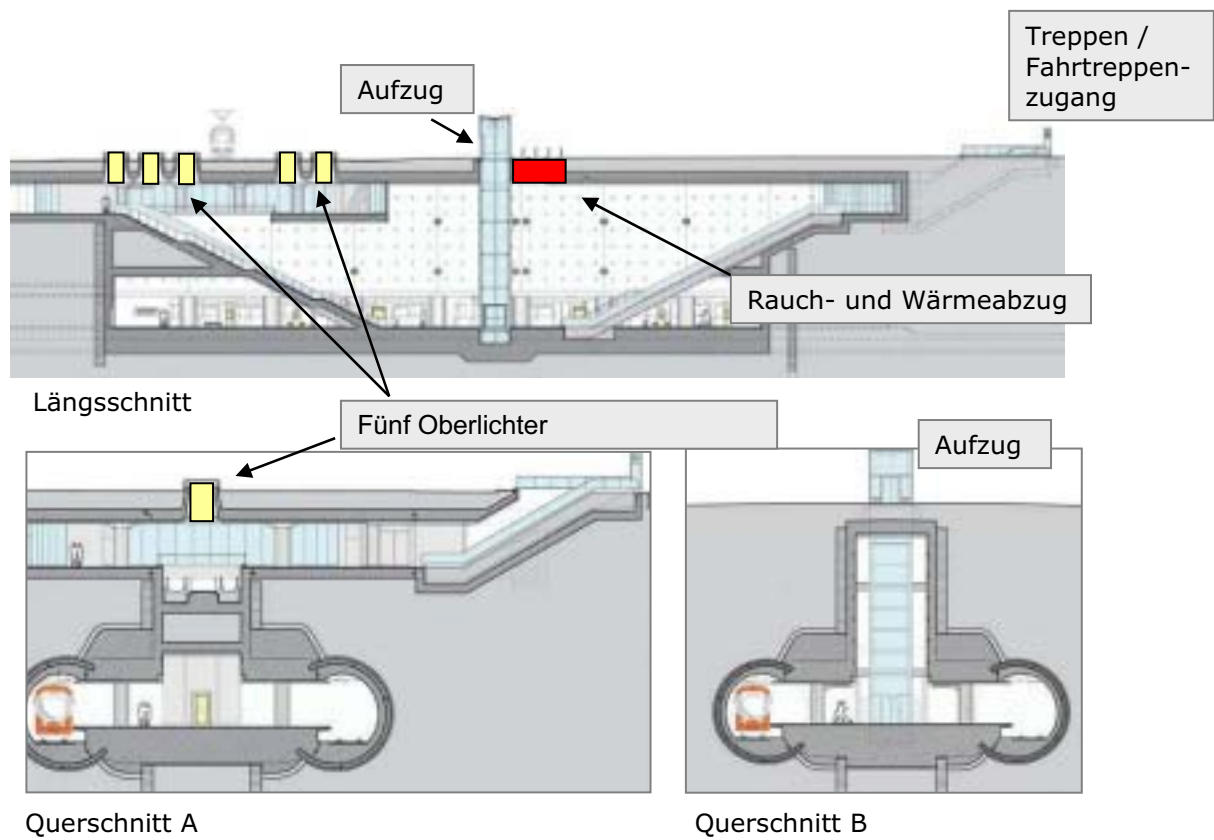 Treppen /
Fahrtreppen-
zugang
Aufzug
Rauch- und Wärmeabzug
Längsschnitt
Fünf Oberlichter
Aufzug
Querschnitt A
Querschnitt B